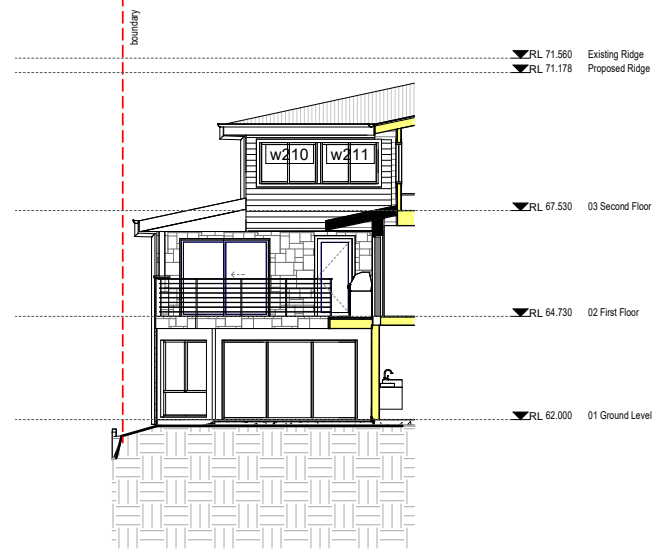 boundary
RL 71.560 Existing Ridge
RL 71.178 Proposed Ridge
w210 w211
RL 67.530 03 Second Floor
RL 64.730 02 First Floor
RL 62.000 01 Ground Level